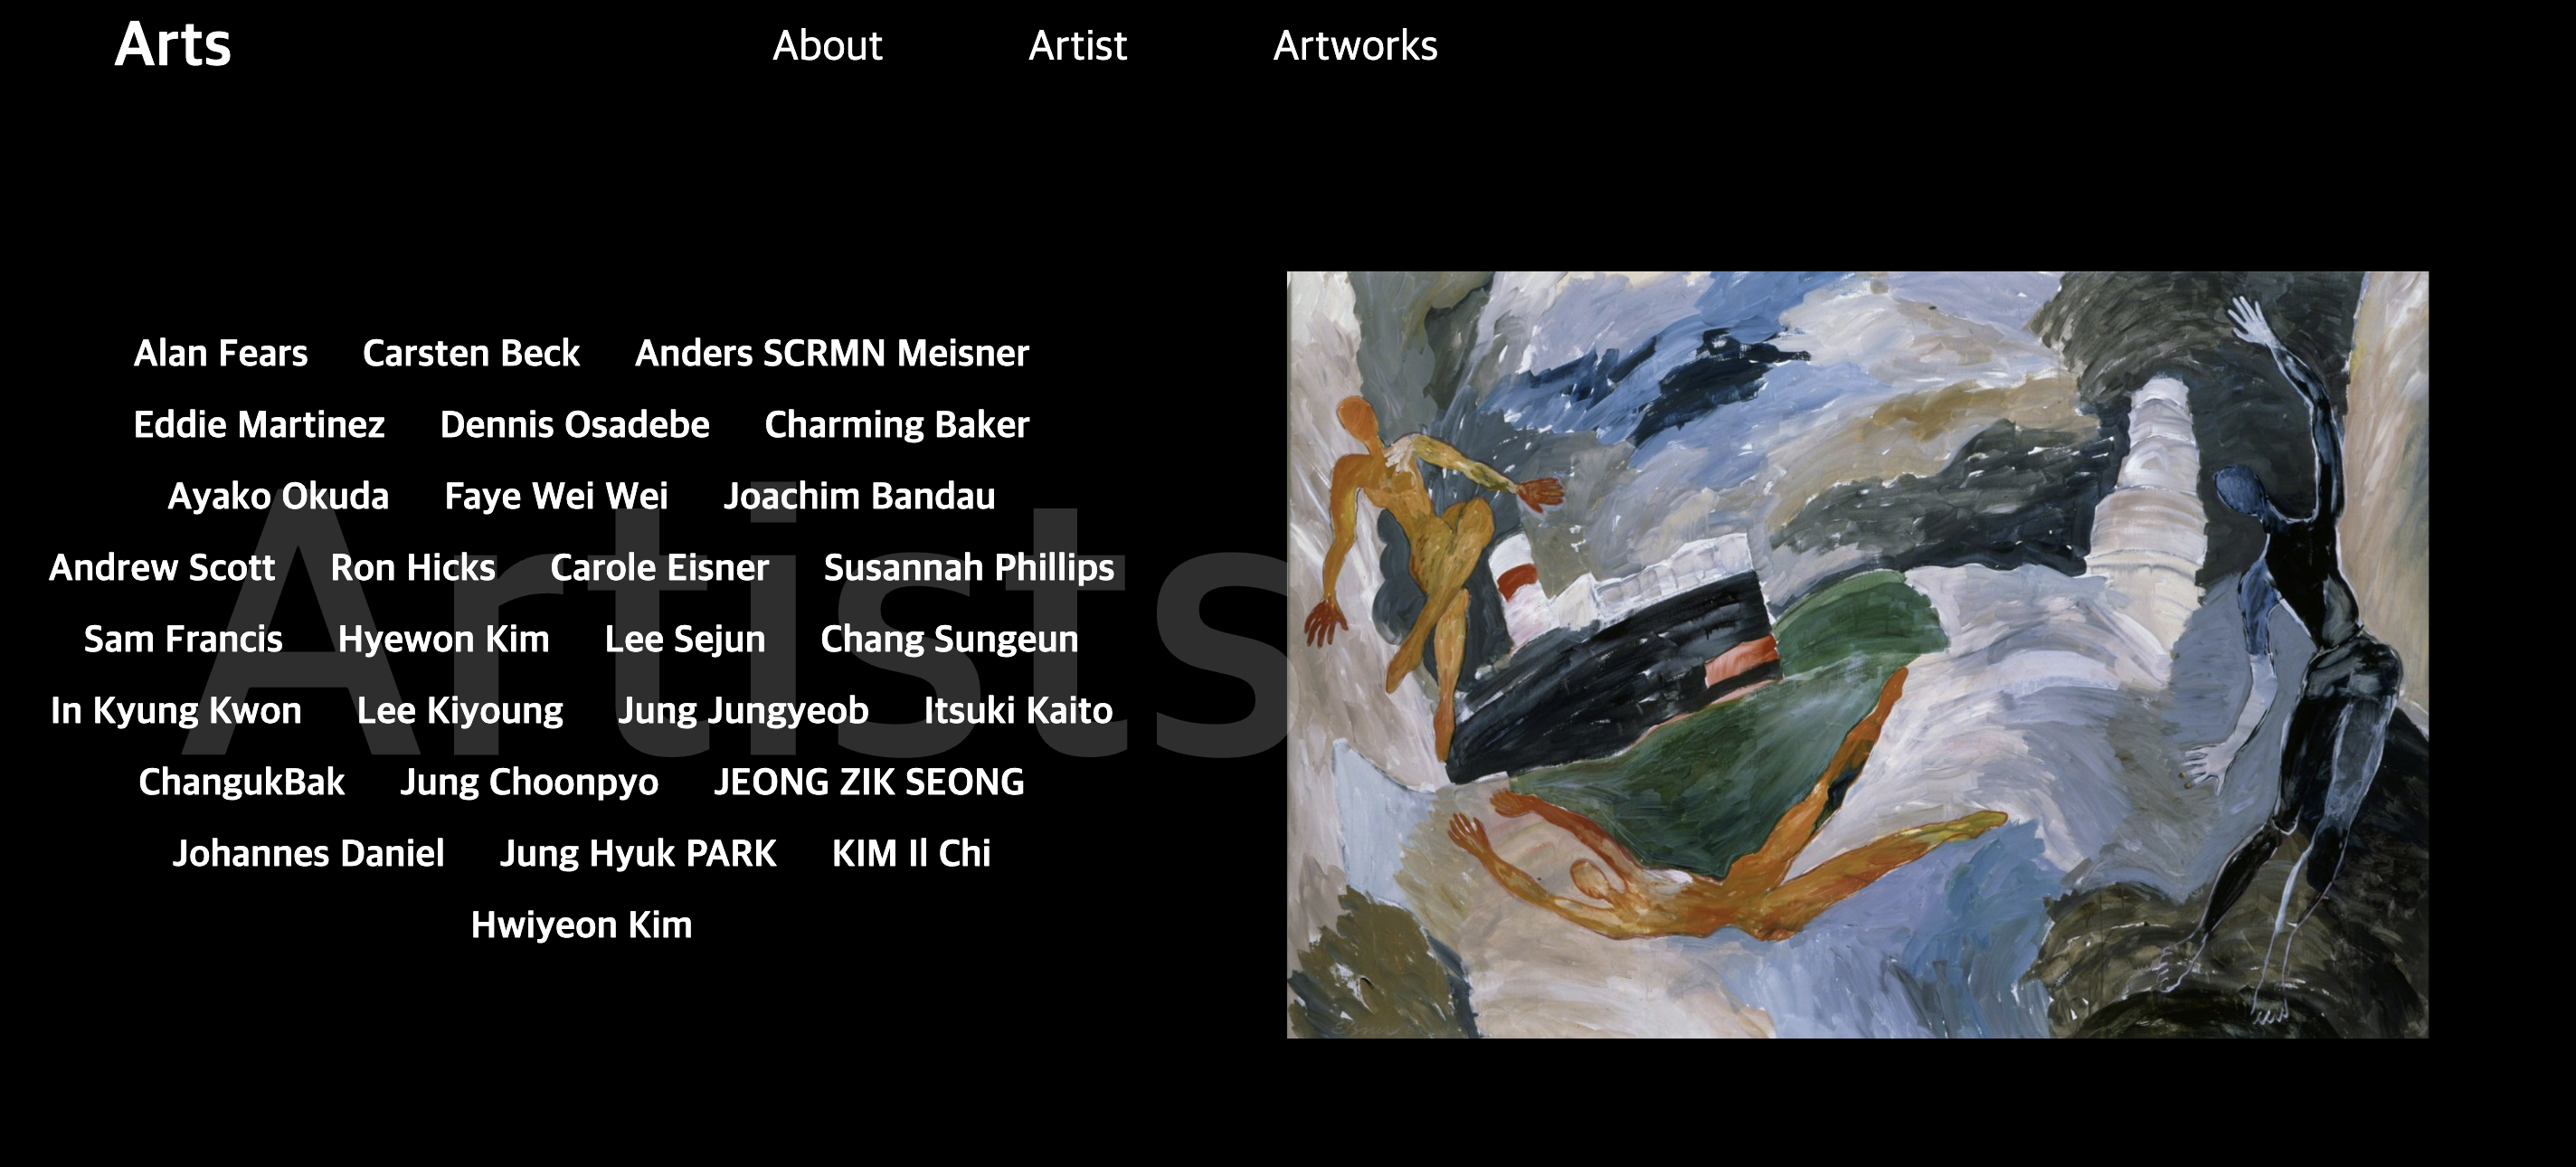 Arts About Artist Artworks
Alan Fears Carsten Beck Anders SCRMN Meisner
Eddie Martinez Dennis Osadebe Charming Baker
Ayako Okuda Faye Wei Wei Joachim Bandau
Artists
Andrew Scott Ron Hicks Carole Eisner Susannah Phillips
Sam Francis Hyewon Kim Lee Sejun Chang Sungeun
In Kyung Kwon Lee Kiyoung Jung Jungyeob Itsuki Kaito
ChangukBak Jung Choonpyo JEONG ZIK SEONG
Johannes Daniel Jung Hyuk PARK KIM Il Chi
Hwiyeon Kim